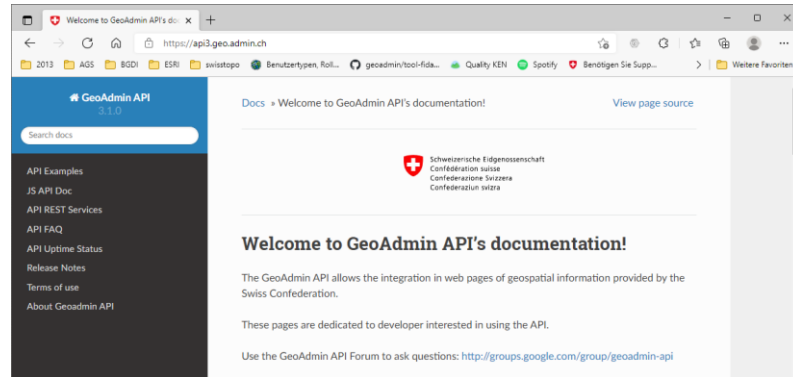 Welcome to GeoAdmin API's do
https://api3.geo.admin.ch
2013 AGS BGDI ESRI swisstopo Benutzertypen, Roll... geoadmin/tool-fida... Quality KEN Spotify Benötigen Sie Supp... Weitere Favoriten
GeoAdmin API
3.1.0
Search docs
API Examples
JS API Doc
API REST Services
API FAQ
API Uptime Status
Release Notes
Terms of use
About Geoadmin API
Docs » Welcome to GeoAdmin API's documentation!
View page source
Schweizerische Eidgenossenschaft
Confédération suisse
Confederazione Svizzera
Confederaziun svizra
Welcome to GeoAdmin API's documentation!
The GeoAdmin API allows the integration in web pages of geospatial information provided by the
Swiss Confederation.
These pages are dedicated to developer interested in using the API.
Use the GeoAdmin API Forum to ask questions: http://groups.google.com/group/geoadmin-api